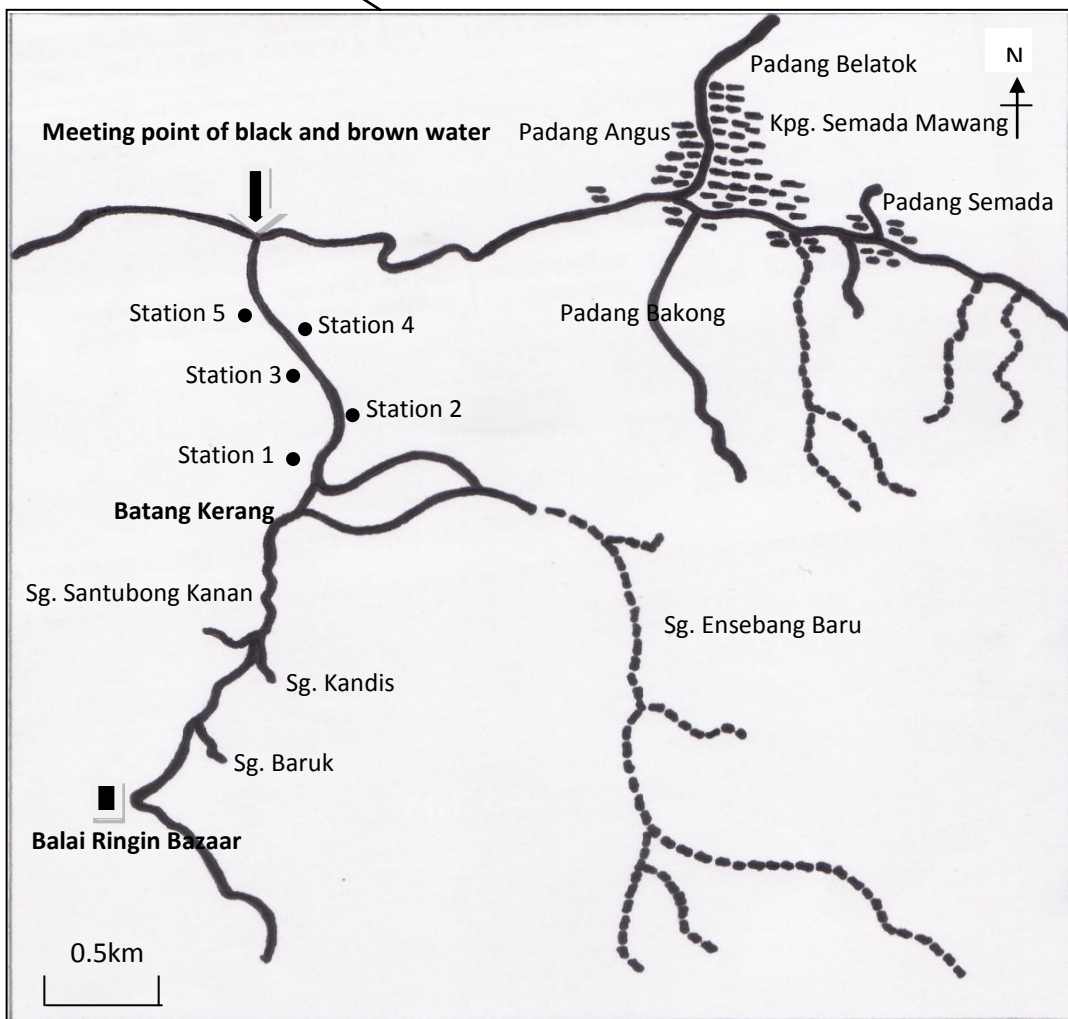 N
Padang Belatok
Meeting point of black and brown water
Padang Angus
Kpg. Semada Mawang
Padang Semada
Station 5
Station 4
Padang Bakong
Station 3
Station 2
Station 1
Batang Kerang
Sg. Santubong Kanan
Sg. Ensebang Baru
Sg. Kandis
Sg. Baruk
Balai Ringin Bazaar
0.5km